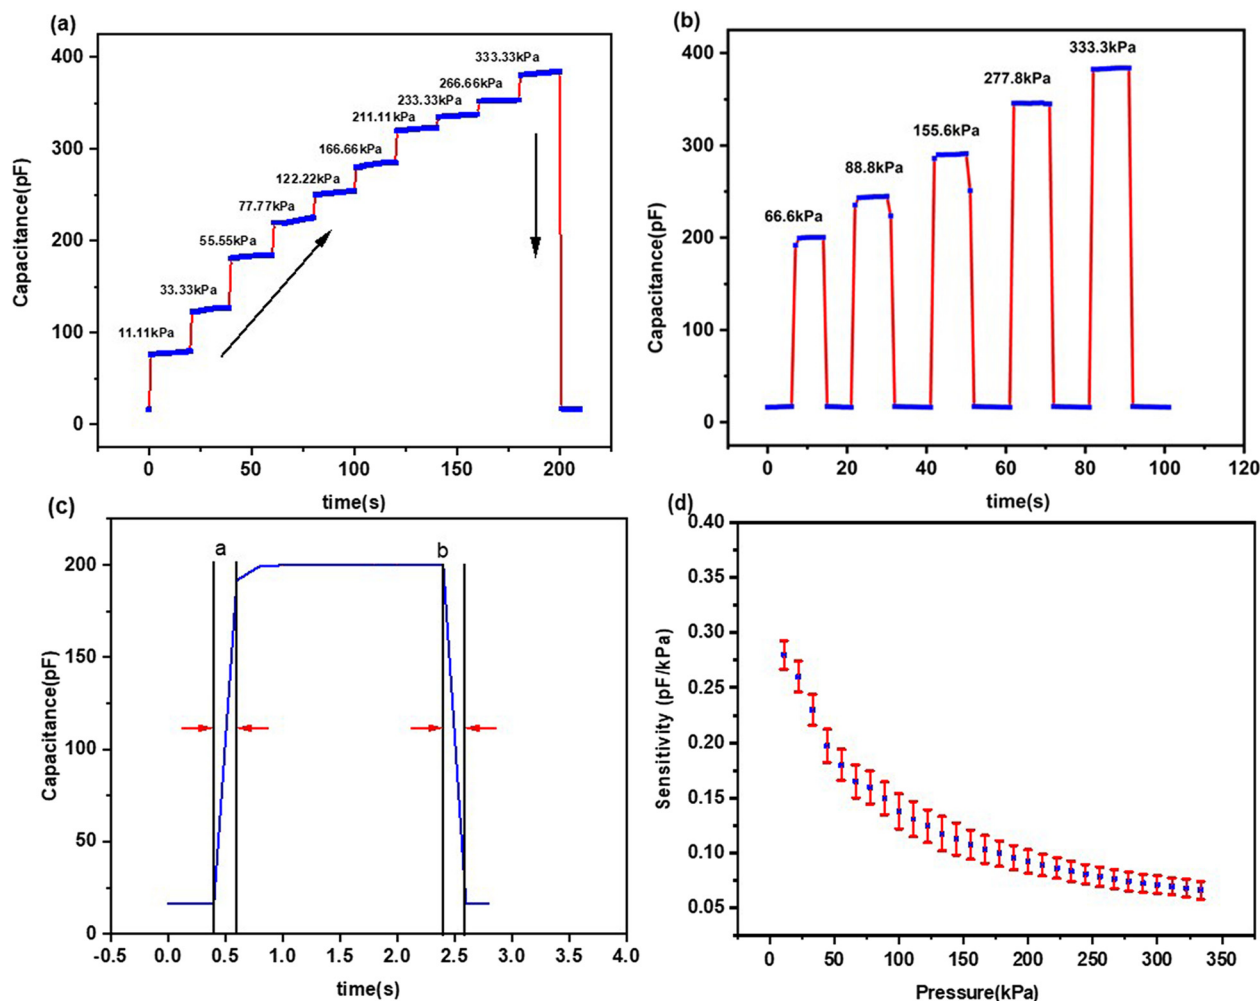 (a)
400
300
200
100
0
Capacitance(pF)
11.11kPa
33.33kPa
55.55kPa
77.77kPa
122.22kPa
166.66kPa
211.11kPa
233.33kPa
266.66kPa
333.33kPa
0 50 100 150 200
time(s)
(b)
400
300
200
100
0
Capacitance(pF)
66.6kPa
88.8kPa
155.6kPa
277.8kPa
333.3kPa
0 20 40 60 80 100 120
time(s)
(c)
200
150
100
50
0
Capacitance(pF)
a
b
-0.5 0.0 0.5 1.0 1.5 2.0 2.5 3.0 3.5 4.0
time(s)
(d)
0.40
0.35
0.30
0.25
0.20
0.15
0.10
0.05
Sensitivity (pF/kPa)
0 50 100 150 200 250 300 350
Pressure(kPa)